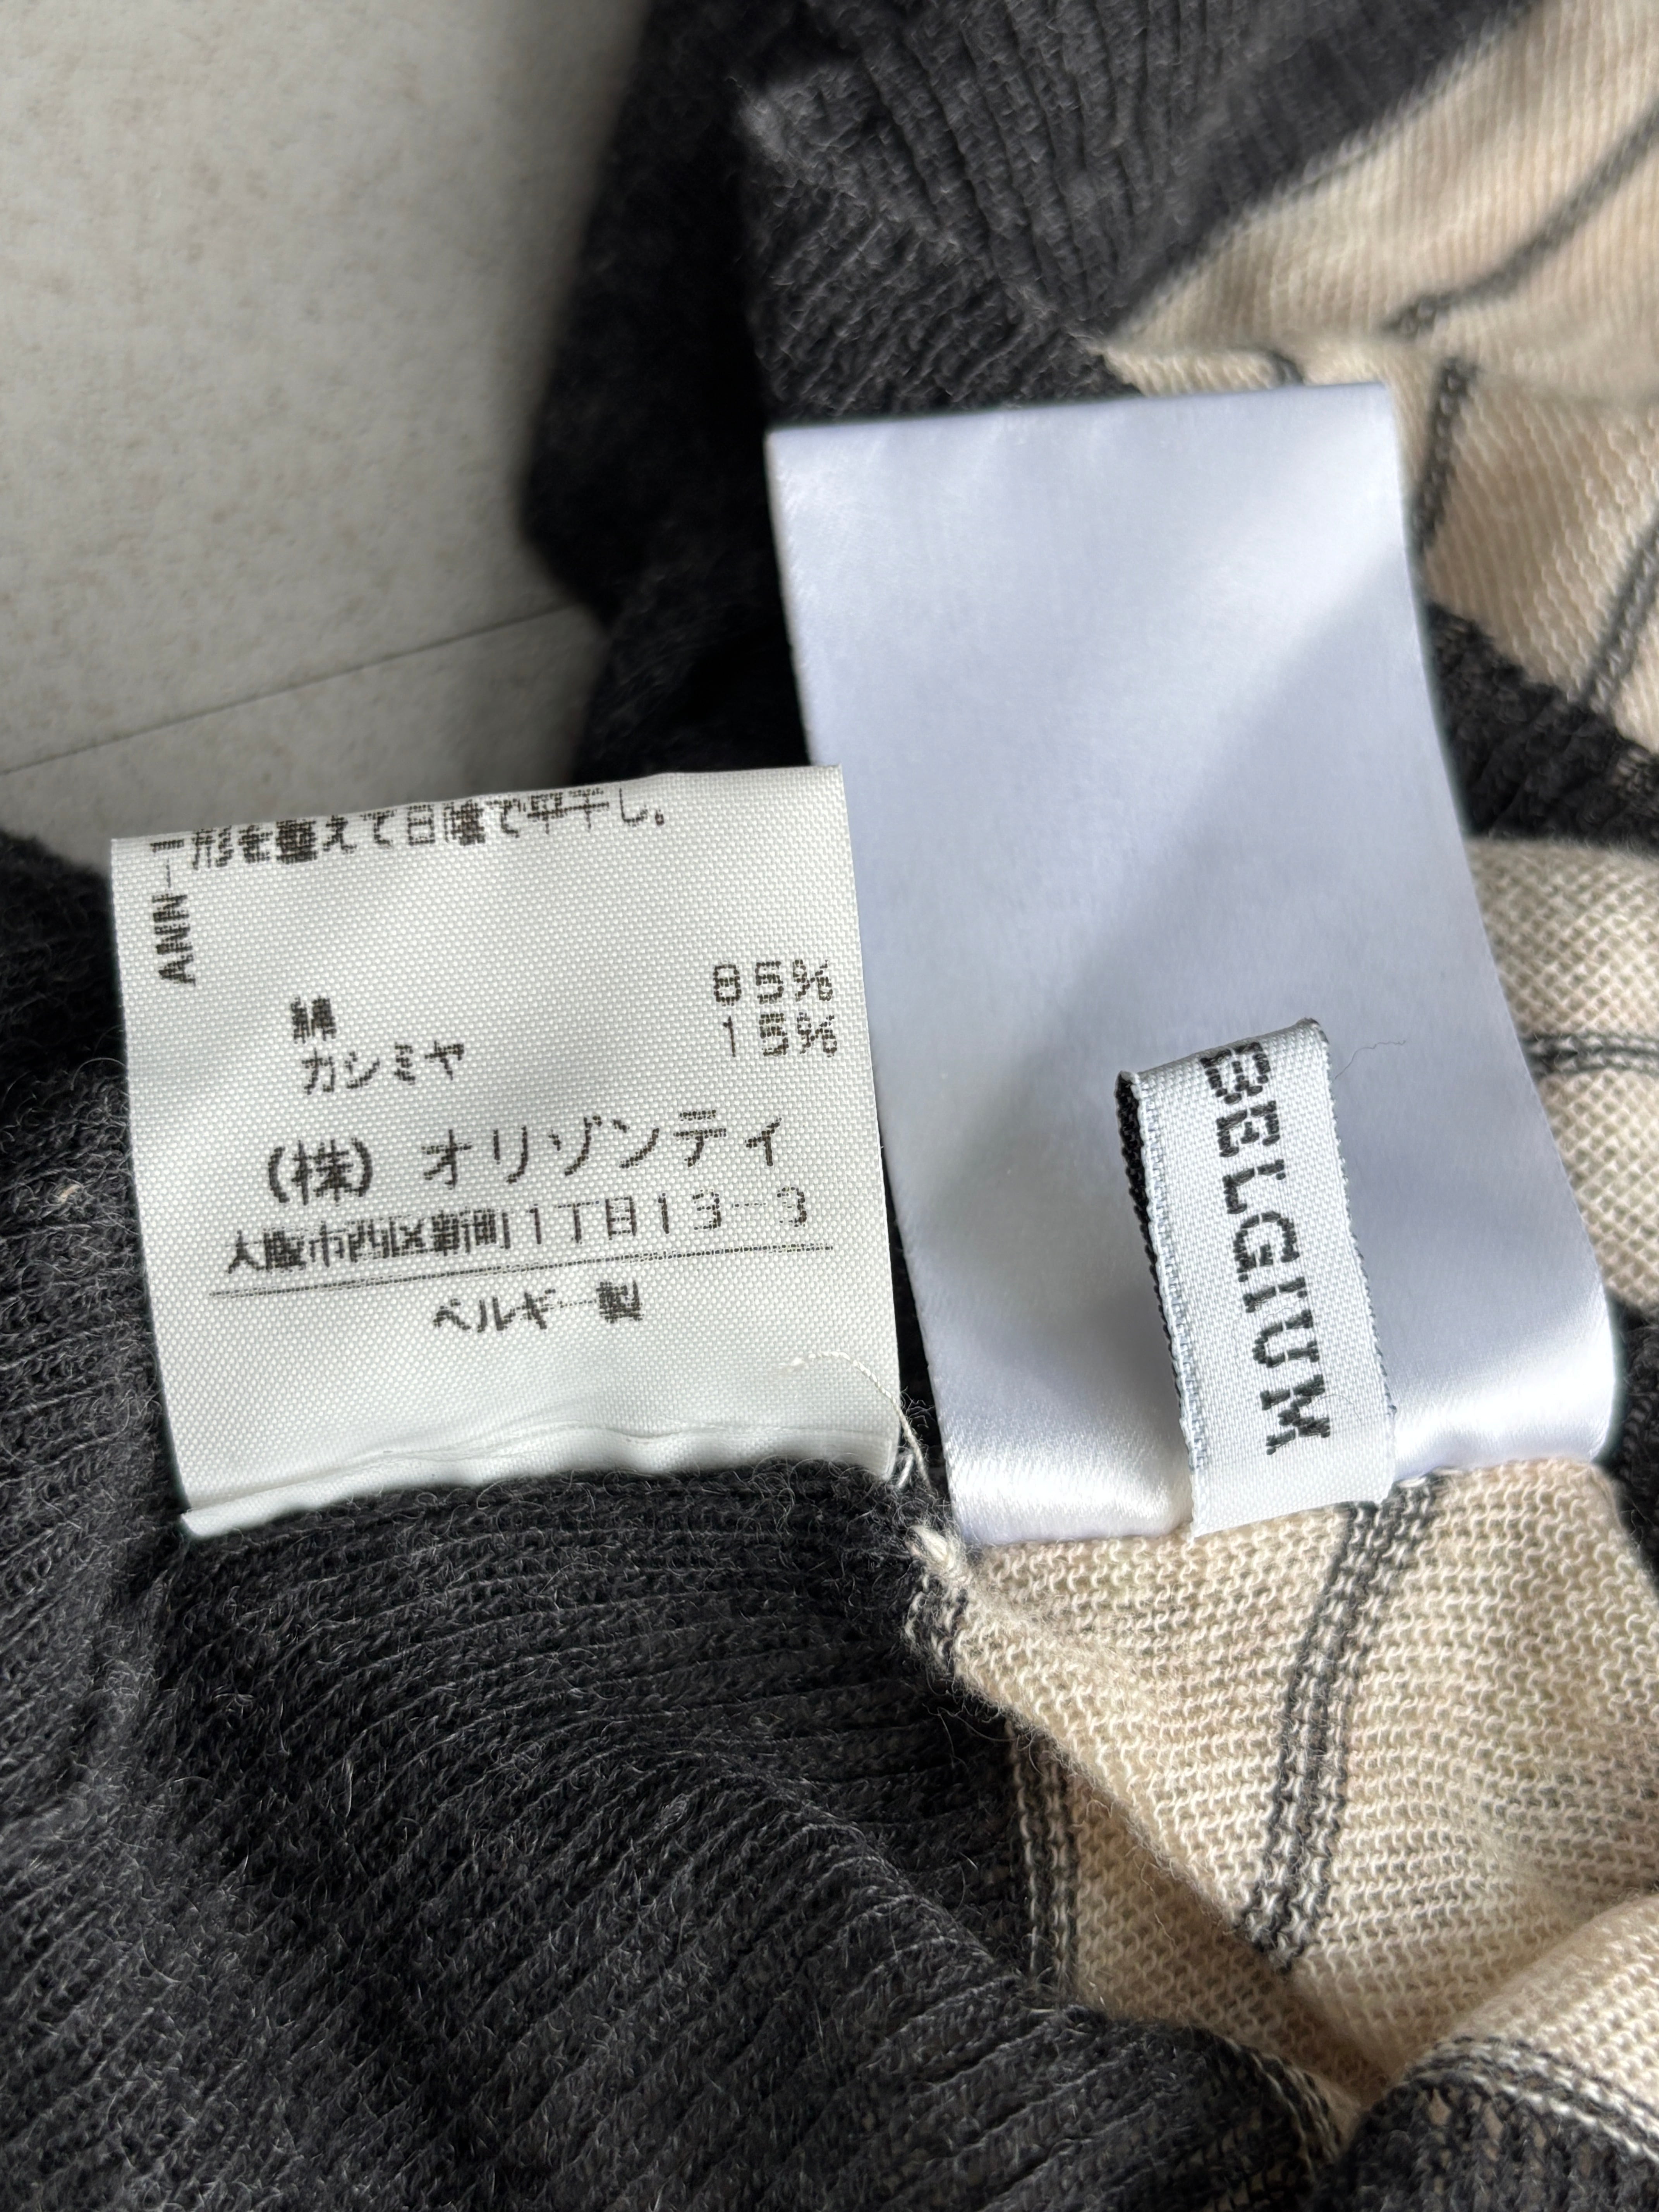 形を整えて日陰で平干し。
ANN-1
綿 85%
カシミヤ 15%
(株) オリゾンティ
大阪市西区新町1丁目13-3
ベルギー製
BELGIUM